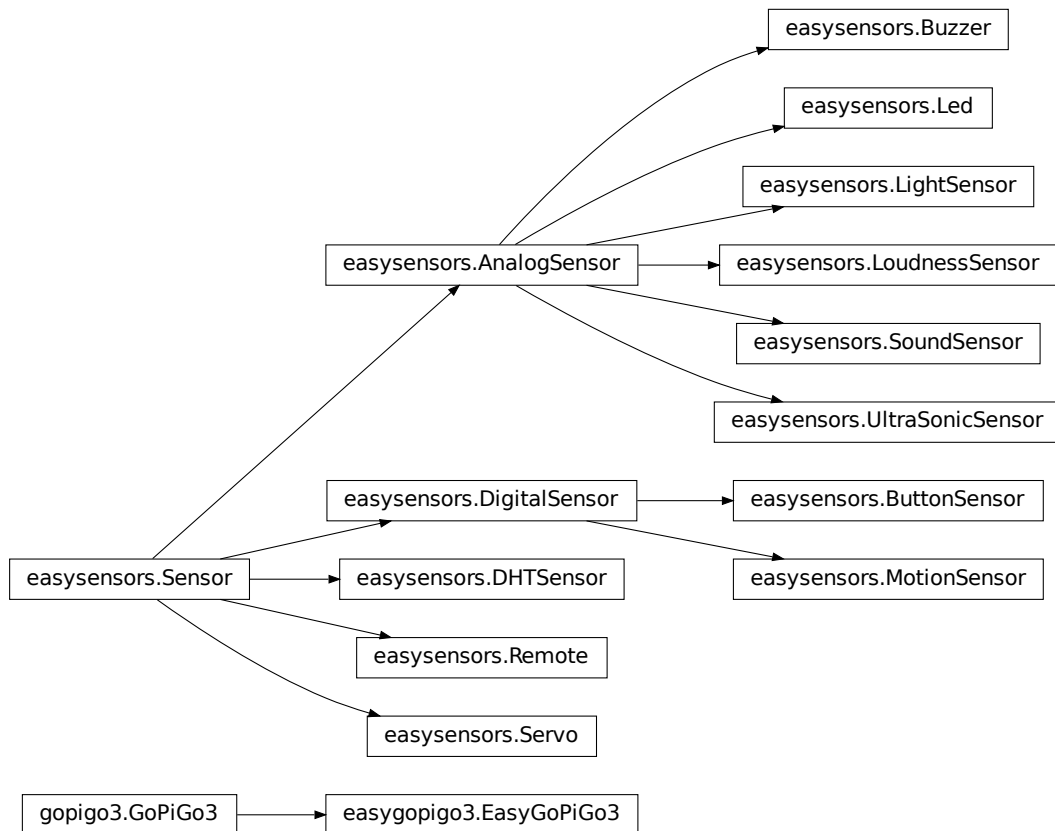 easysensors.Buzzer
easysensors.Led
easysensors.LightSensor
easysensors.AnalogSensor
easysensors.LoudnessSensor
easysensors.SoundSensor
easysensors.UltraSonicSensor
easysensors.DigitalSensor
easysensors.ButtonSensor
easysensors.Sensor
easysensors.DHTSensor
easysensors.MotionSensor
easysensors.Remote
easysensors.Servo
gopigo3.GoPiGo3
easygopigo3.EasyGoPiGo3